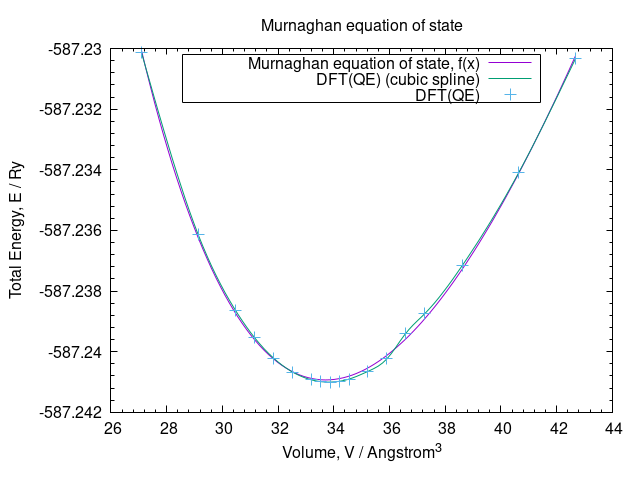 Murnaghan equation of state
-587.23
-587.232
-587.234
-587.236
-587.238
-587.24
-587.242
Total Energy, E / Ry
Murnaghan equation of state, f(x)
DFT(QE) (cubic spline)
DFT(QE)
26 28 30 32 34 36 38 40 42 44
Volume, V / Angstrom³